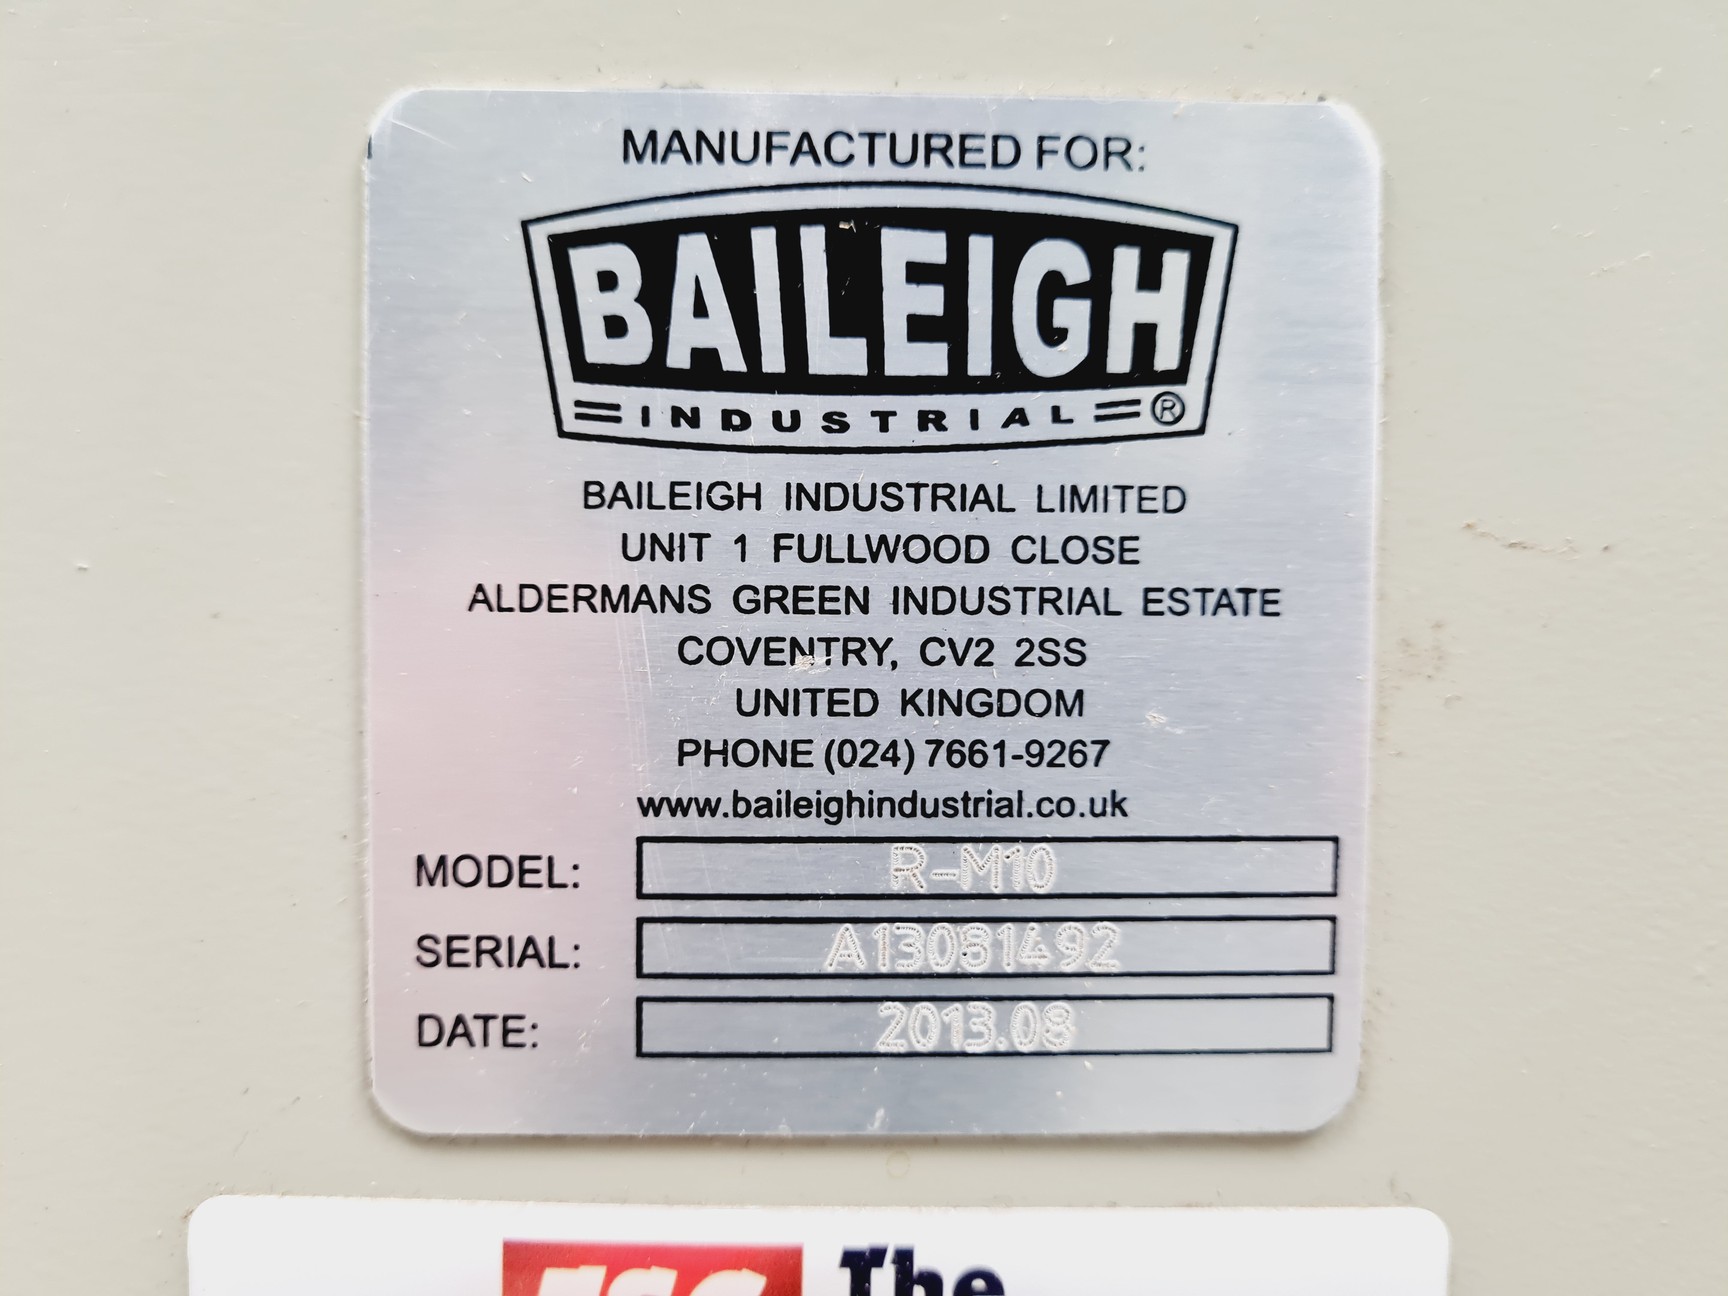 MANUFACTURED FOR:
BAILEIGH
INDUSTRIAL ®
BAILEIGH INDUSTRIAL LIMITED
UNIT 1 FULLWOOD CLOSE
ALDERMANS GREEN INDUSTRIAL ESTATE
COVENTRY, CV2 2SS
UNITED KINGDOM
PHONE (024) 7661-9267
www.baileighindustrial.co.uk
MODEL: R-M10
SERIAL: A13081492
DATE: 2013.08
The